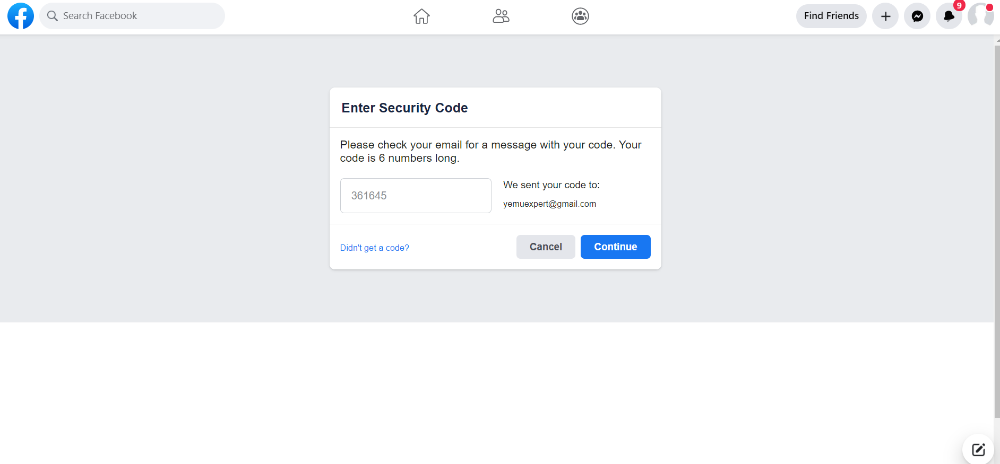 Search Facebook
Find Friends
9
Enter Security Code
Please check your email for a message with your code. Your
code is 6 numbers long.
361645
We sent your code to:
yemuexpert@gmail.com
Didn't get a code?
Cancel
Continue